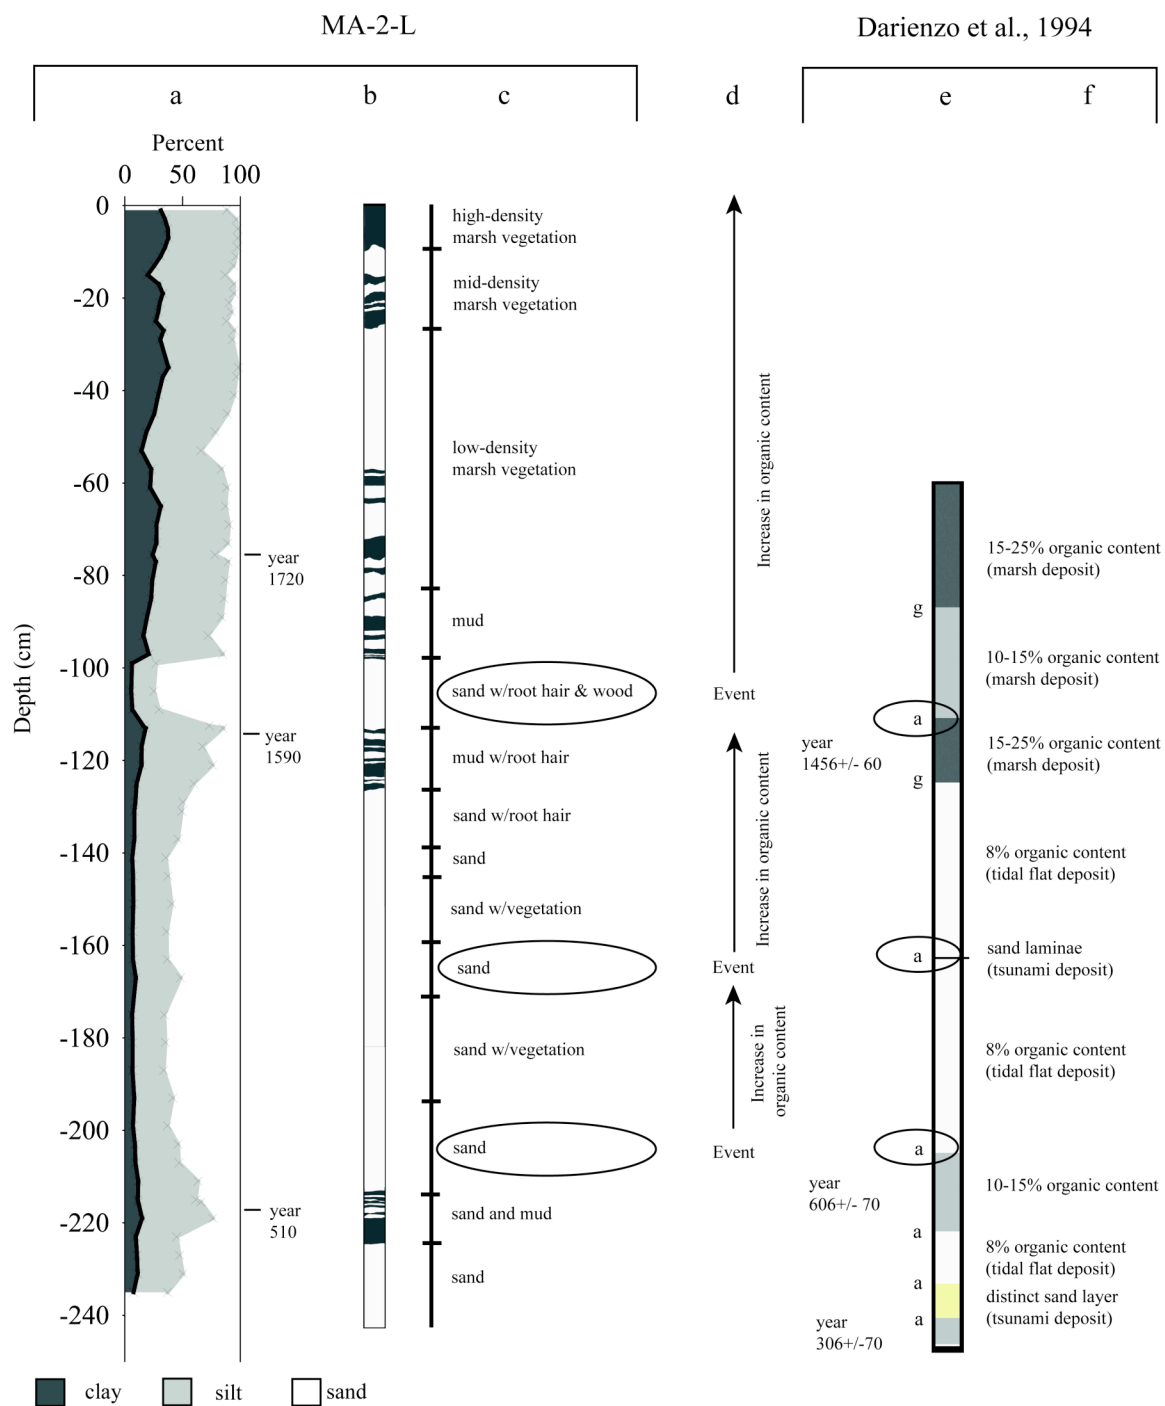 MA-2-L
Darienzo et al., 1994
a
b
c
d
e
f
Percent
0 50 100
Depth (cm)
0
-20
-40
-60
-80
-100
-120
-140
-160
-180
-200
-220
-240
year
1720
year
1590
year
510
high-density
marsh vegetation
mid-density
marsh vegetation
low-density
marsh vegetation
mud
sand w/root hair & wood
mud w/root hair
sand w/root hair
sand
sand w/vegetation
sand
sand w/vegetation
sand
sand and mud
sand
Increase in organic content
Event
Increase in organic content
Event
Increase in
organic content
Event
g
a
year
1456+/- 60
g
a
a
year
606+/- 70
a
a
a
year
306+/-70
15-25% organic content
(marsh deposit)
10-15% organic content
(marsh deposit)
15-25% organic content
(marsh deposit)
8% organic content
(tidal flat deposit)
sand laminae
(tsunami deposit)
8% organic content
(tidal flat deposit)
10-15% organic content
8% organic content
(tidal flat deposit)
distinct sand layer
(tsunami deposit)
clay
silt
sand